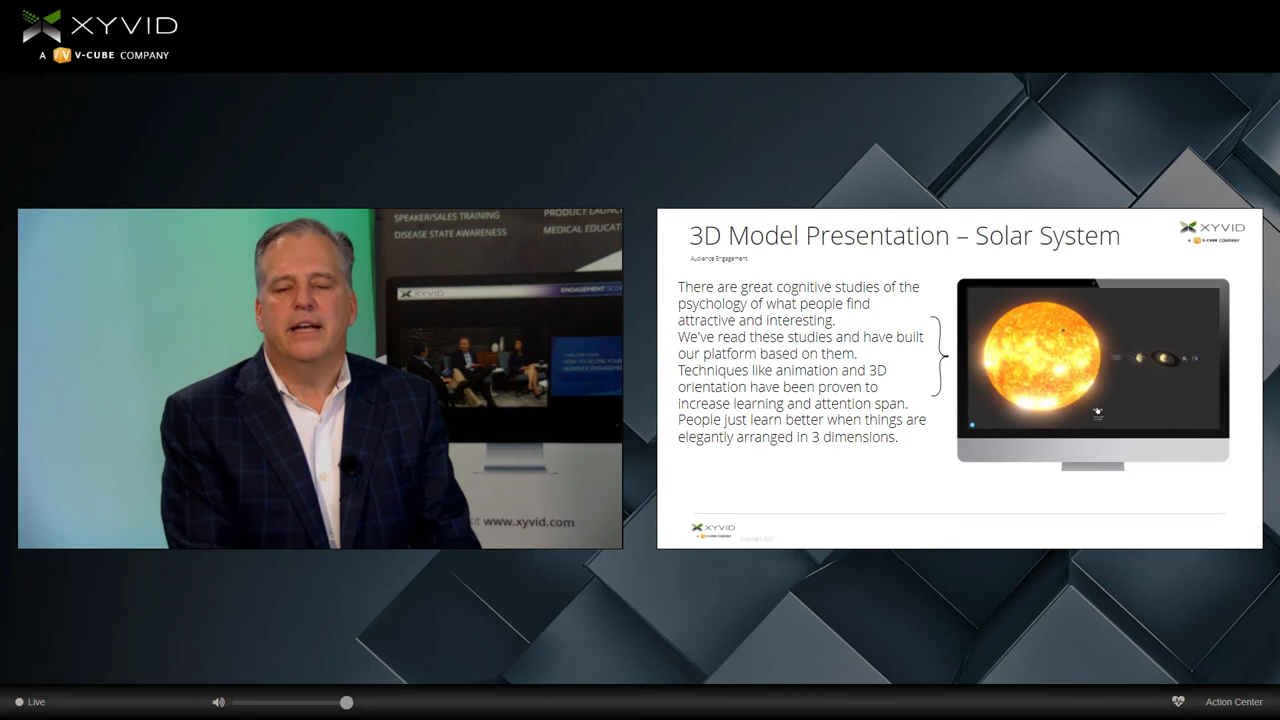 XYVID
A V-CUBE COMPANY
SPEAKER/SALES TRAINING
DISEASE STATE AWARENESS
PRODUCT LAUNC
MEDICAL EDUCAT
XYVID
ENGAGEMENT SCO
HOW TO SCORE YOUR
AUDIENCE ENGAGEME
sit www.xyvid.com
3D Model Presentation – Solar System
Audience Engagement
XYVID
A V-CUBE COMPANY
There are great cognitive studies of the
psychology of what people find
attractive and interesting.
We've read these studies and have built
our platform based on them.
Techniques like animation and 3D
orientation have been proven to
increase learning and attention span.
People just learn better when things are
elegantly arranged in 3 dimensions.
XYVID
A V-CUBE COMPANY
Live
Action Center